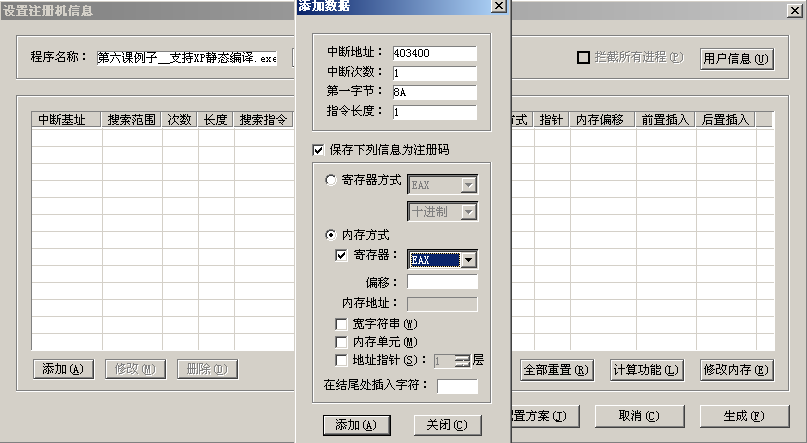 设置注册机信息
添加数据
程序名称： 第六课例子__支持XP静态编译.exe
拦截所有进程(P)
用户信息(U)
中断地址： 403400
中断次数： 1
第一字节： 8A
指令长度： 1
中断基址 搜索范围 次数 长度 搜索指令
方式 指针 内存偏移 前置插入 后置插入
保存下列信息为注册码
寄存器方式 EAX
十进制
内存方式
寄存器： EAX
偏移：
内存地址：
宽字符串(W)
内存单元(M)
地址指针(S)： 1 层
在结尾处插入字符：
添加(A) 修改(M) 删除(D)
全部重置(R) 计算功能(L) 修改内存(E)
添加(A) 关闭(C)
配置方案(I) 取消(C) 生成(F)